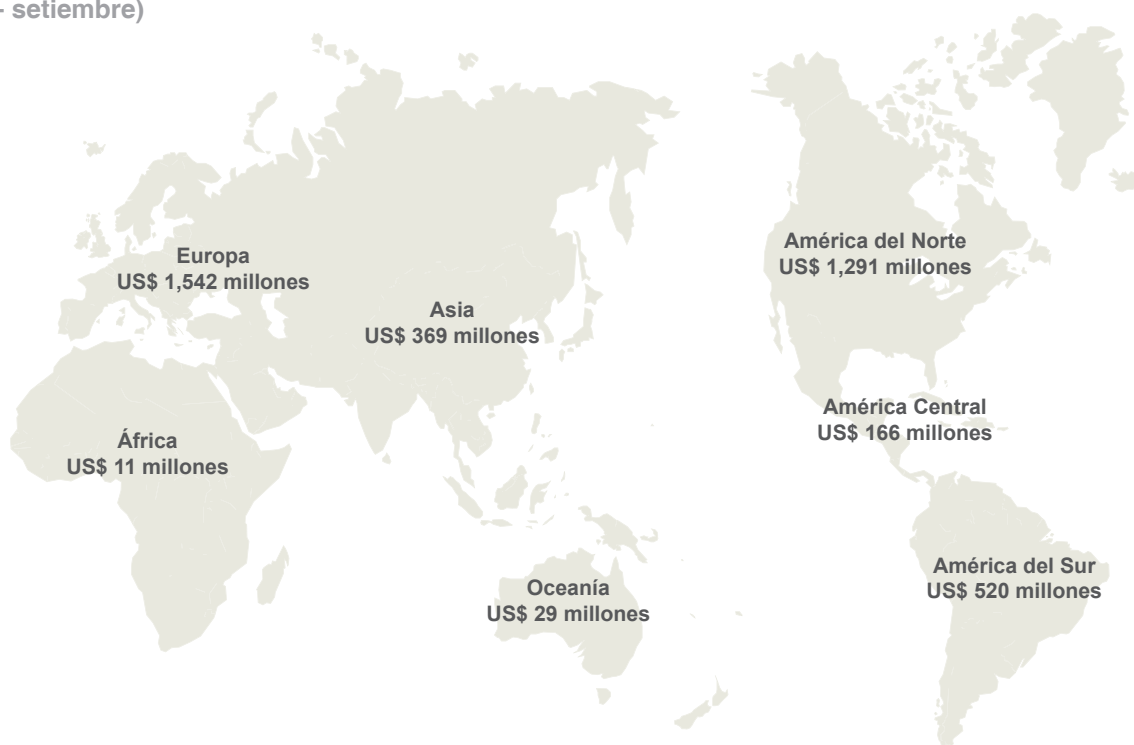 - setiembre)
Europa
US$ 1,542 millones
América del Norte
US$ 1,291 millones
Asia
US$ 369 millones
América Central
US$ 166 millones
África
US$ 11 millones
América del Sur
US$ 520 millones
Oceanía
US$ 29 millones